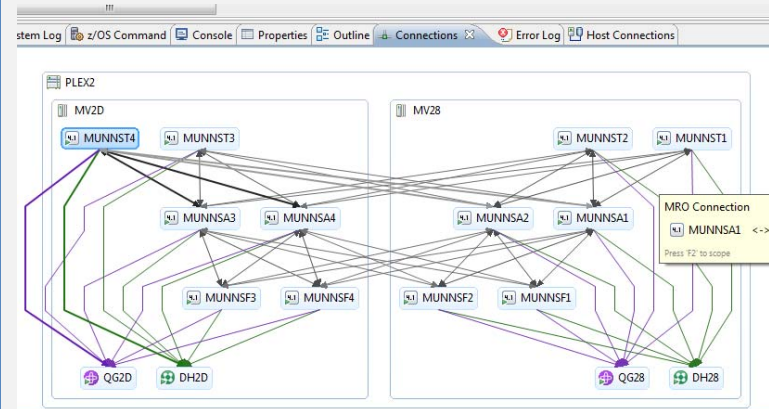 stem Log z/OS Command Console Properties Outline Connections Error Log Host Connections
PLEX2
MV2D MV28
MUNNST4 MUNNST3 MUNNST2 MUNNST1
MUNNSA3 MUNNSA4 MUNNSA2 MUNNSA1
MRO Connection
MUNNSA1 <->
Press 'F2' to scope
MUNNSF3 MUNNSF4 MUNNSF2 MUNNSF1
QG2D DH2D QG28 DH28